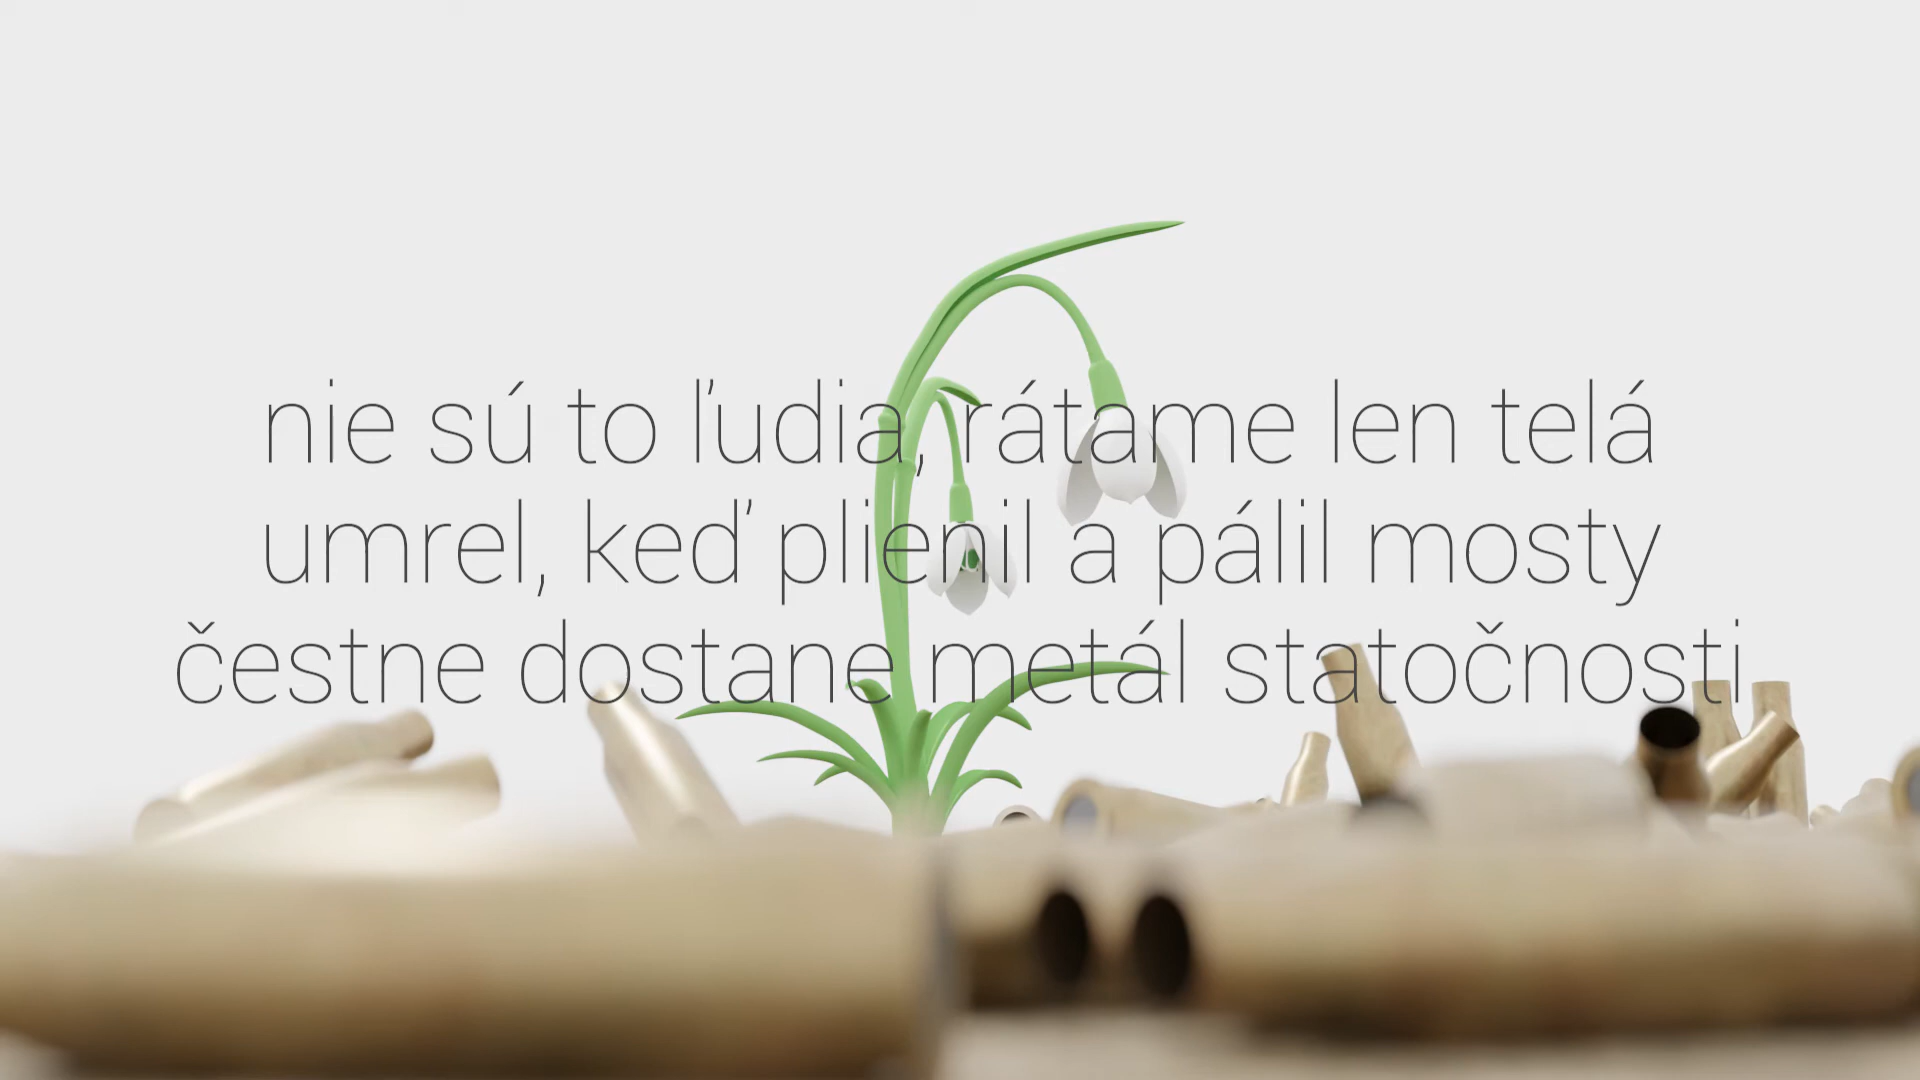 nie sú to ľudia, rátame len telá
umrel, keď plienil a pálil mosty
čestne dostane metál statočnosti